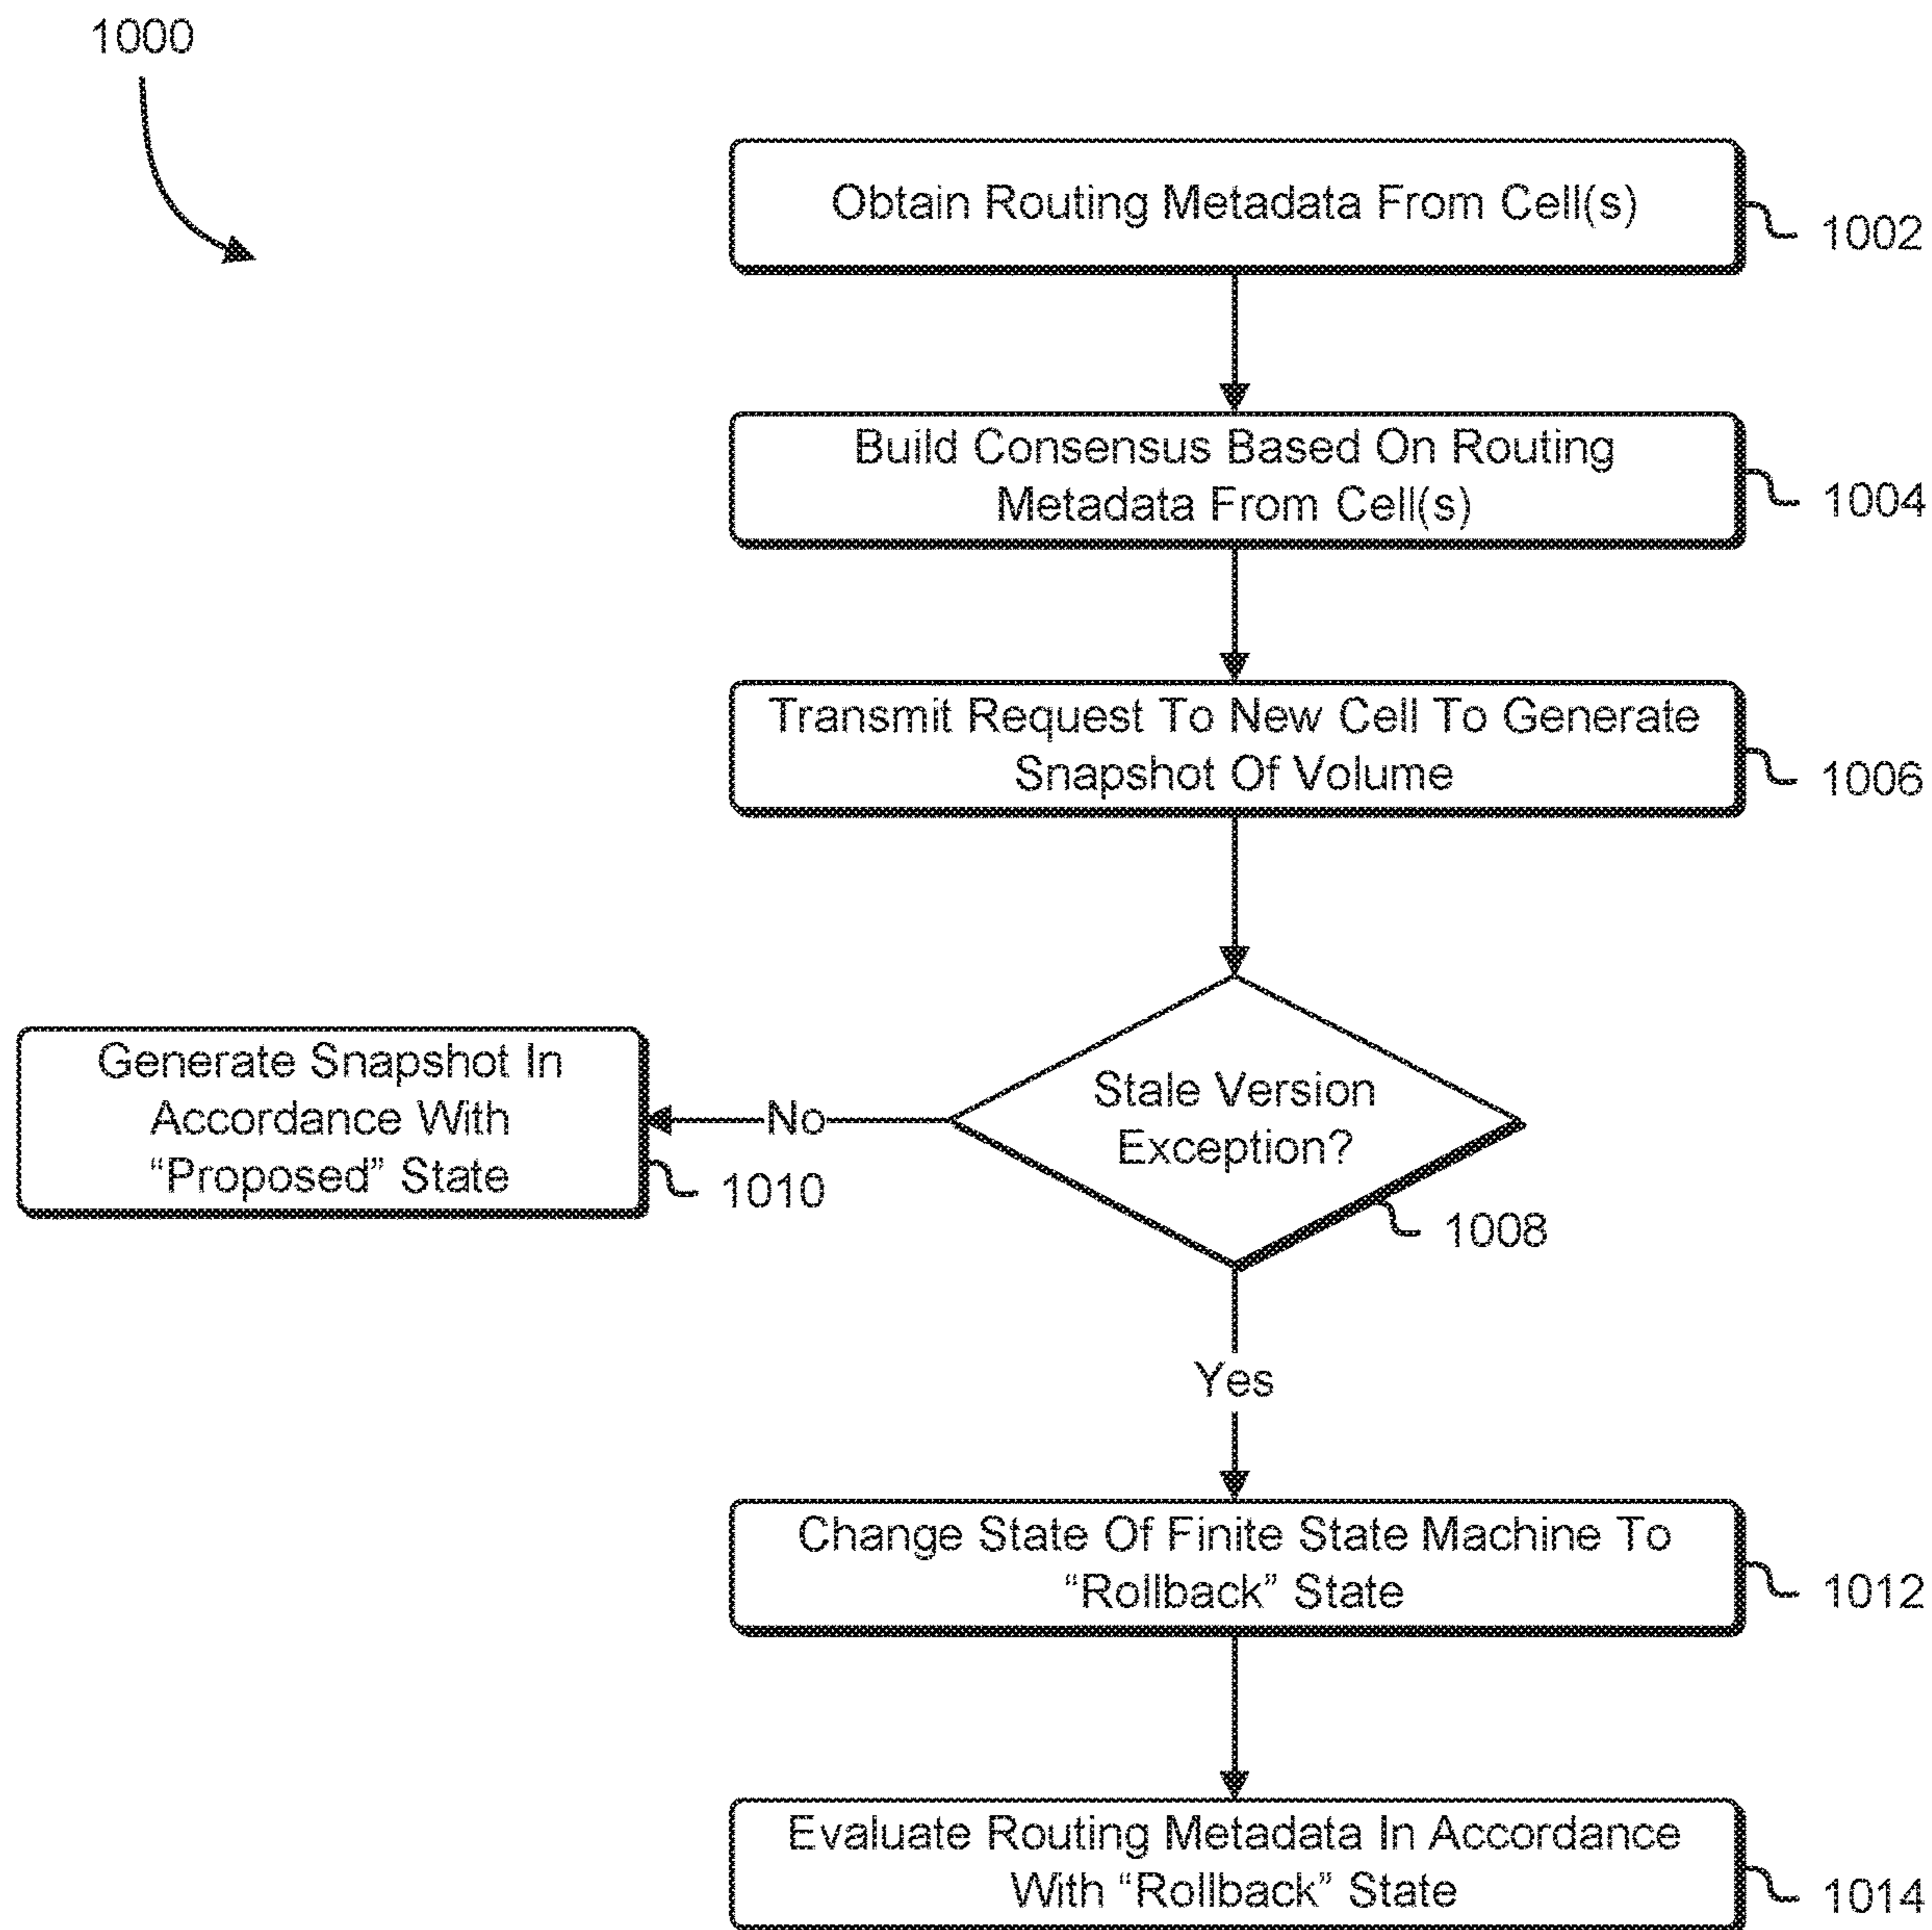 1000
Obtain Routing Metadata From Cell(s)
1002
Build Consensus Based On Routing
Metadata From Cell(s)
1004
Transmit Request To New Cell To Generate
Snapshot Of Volume
1006
Stale Version
Exception?
1008
No
Generate Snapshot In
Accordance With
“Proposed” State
1010
Yes
Change State Of Finite State Machine To
“Rollback” State
1012
Evaluate Routing Metadata In Accordance
With “Rollback” State
1014